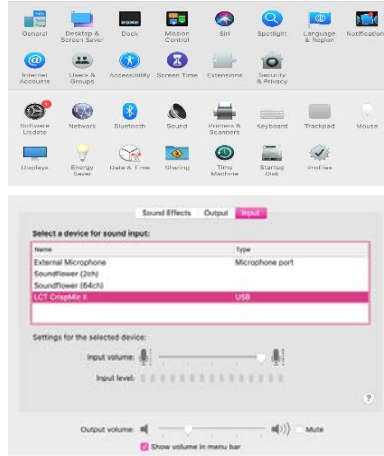 General Desktop & Screen Saver Dock Mission Control Siri Spotlight Language & Region Notification
Internet Accounts Users & Groups Accessibility Screen Time Extensions Security & Privacy
Software Update Network Bluetooth Sound Printers & Scanners Keyboard Trackpad Mouse
Displays Energy Saver Date & Time Sharing Time Machine Startup Disk Profiles
Sound Effects Output Input
Select a device for sound input:
Name Type
External Microphone Microphone port
Soundflower (2ch)
Soundflower (64ch)
LCT CrispMic II USB
Settings for the selected device:
Input volume:
Input level:
?
Output volume: Mute
Show volume in menu bar